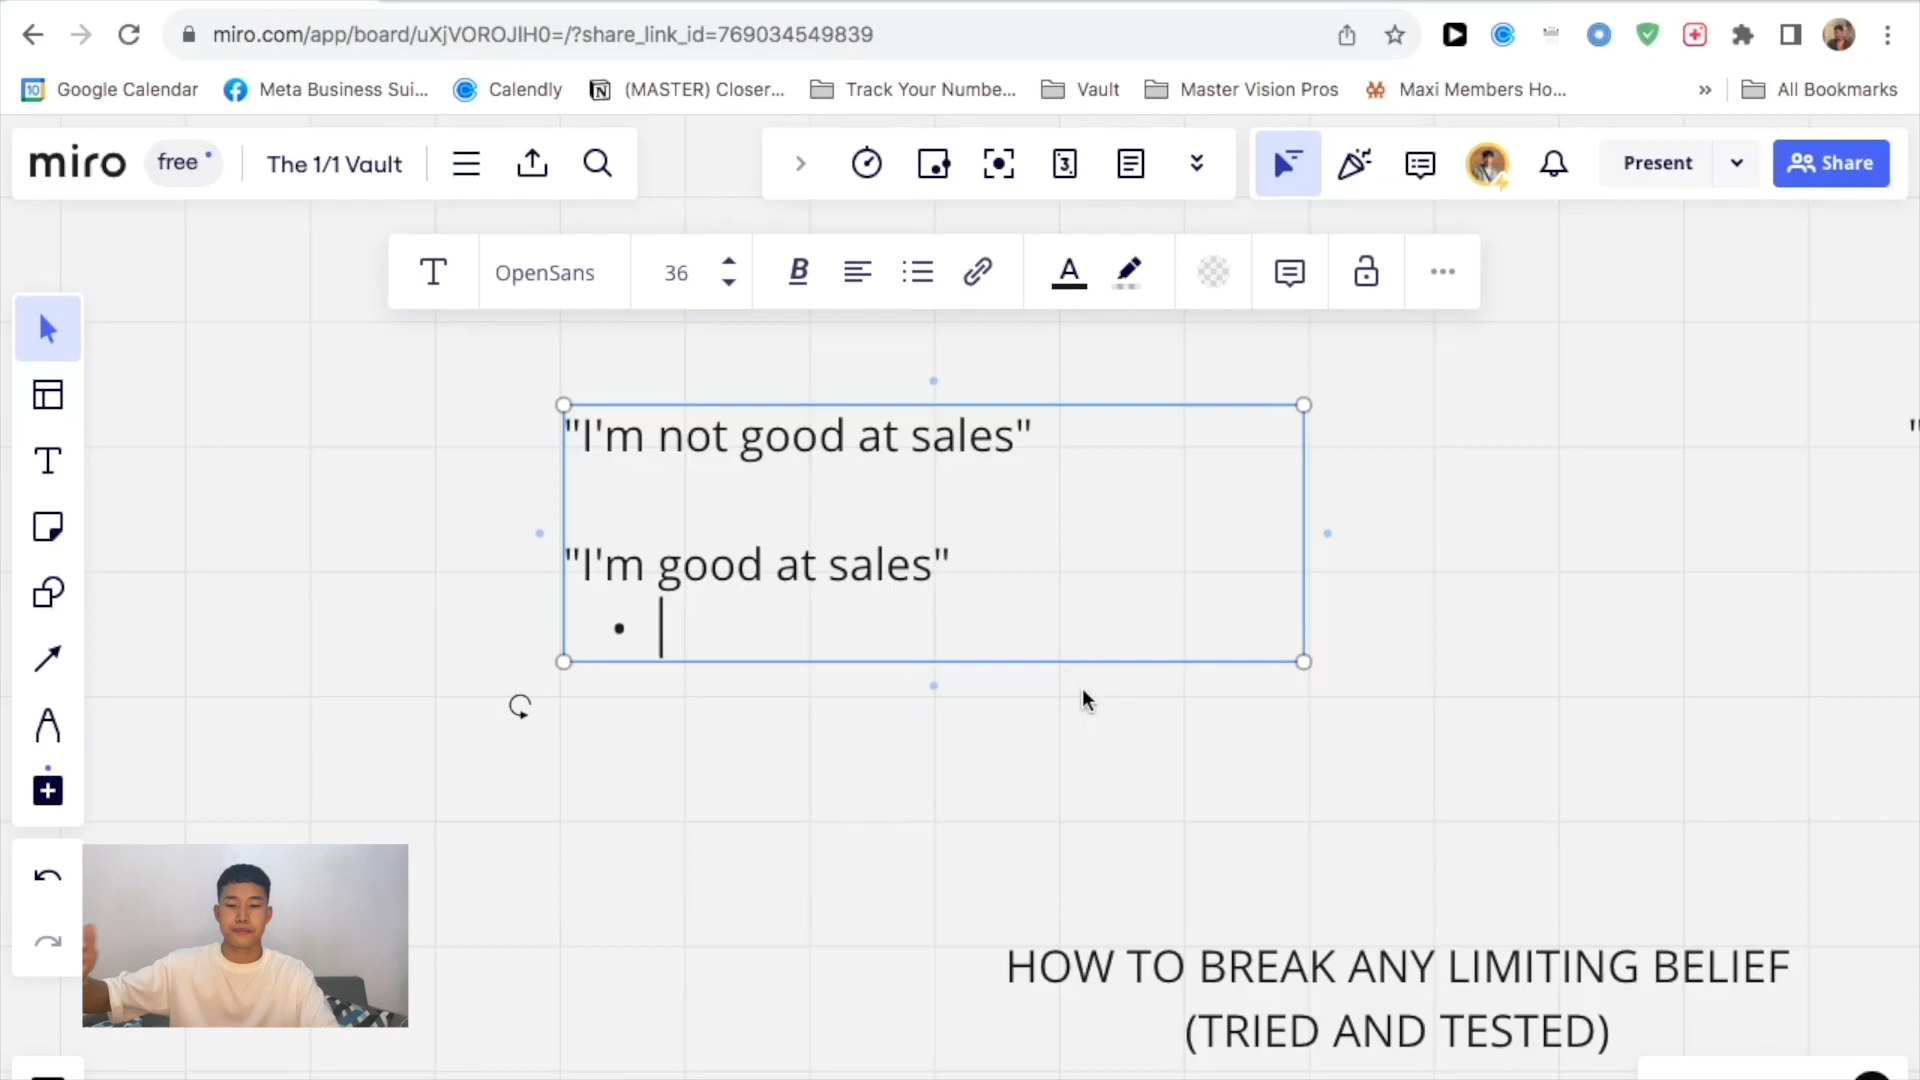 miro.com/app/board/uXjVOROJlH0=/?share_link_id=769034549839
Google Calendar
Meta Business Sui...
Calendly
(MASTER) Closer...
Track Your Numbe...
Vault
Master Vision Pros
Maxi Members Ho...
All Bookmarks
miro
free
The 1/1 Vault
Present
Share
OpenSans
36
"I'm not good at sales"
"
"I'm good at sales"
•
HOW TO BREAK ANY LIMITING BELIEF
(TRIED AND TESTED)